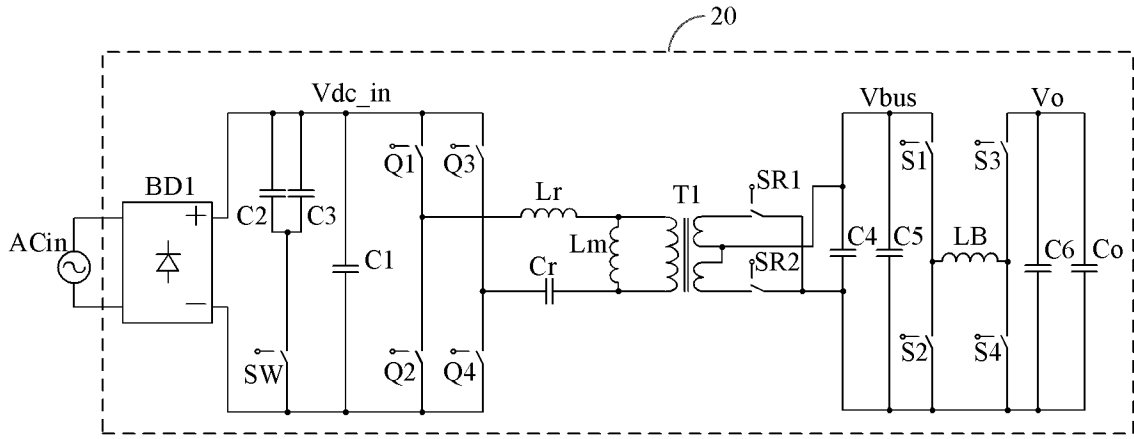 20
Vdc_in
Vbus
Vo
Q1
Q3
S1
S3
BD1
+
−
C2
C3
Lr
T1
SR1
ACin
Lm
C1
C4
C5
LB
C6
Co
Cr
SR2
SW
Q2
Q4
S2
S4